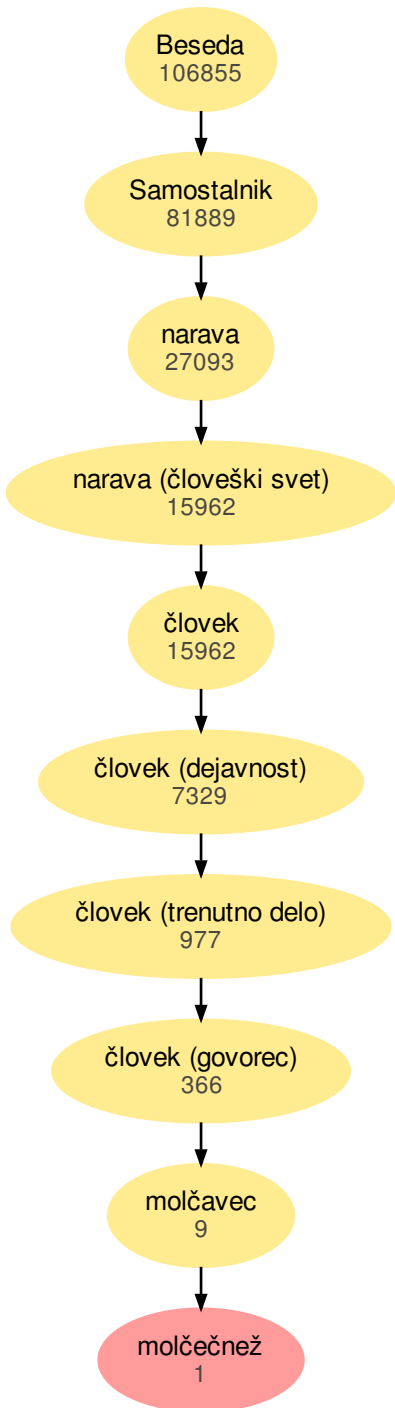 Beseda
106855
Samostalnik
81889
narava
27093
narava (človeški svet)
15962
človek
15962
človek (dejavnost)
7329
človek (trenutno delo)
977
človek (govorec)
366
molčavec
9
molčečnež
1